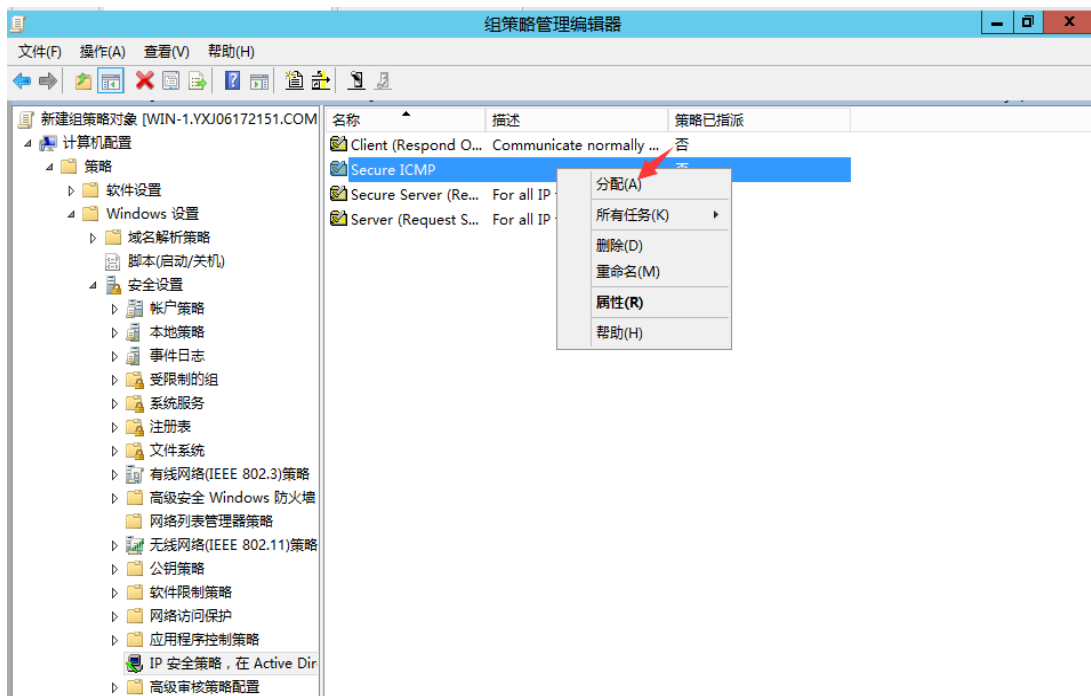 组策略管理编辑器
文件(F) 操作(A) 查看(V) 帮助(H)
新建组策略对象 [WIN-1.YXJ06172151.COM
计算机配置
策略
软件设置
Windows 设置
域名解析策略
脚本(启动/关机)
安全设置
帐户策略
本地策略
事件日志
受限制的组
系统服务
注册表
文件系统
有线网络(IEEE 802.3)策略
高级安全 Windows 防火墙
网络列表管理器策略
无线网络(IEEE 802.11)策略
公钥策略
软件限制策略
网络访问保护
应用程序控制策略
IP 安全策略，在 Active Dir
高级审核策略配置
名称 描述 策略已指派
Client (Respond O... Communicate normally ... 否
Secure ICMP 否
Secure Server (Re... For all IP
Server (Request S... For all IP
分配(A)
所有任务(K)
删除(D)
重命名(M)
属性(R)
帮助(H)